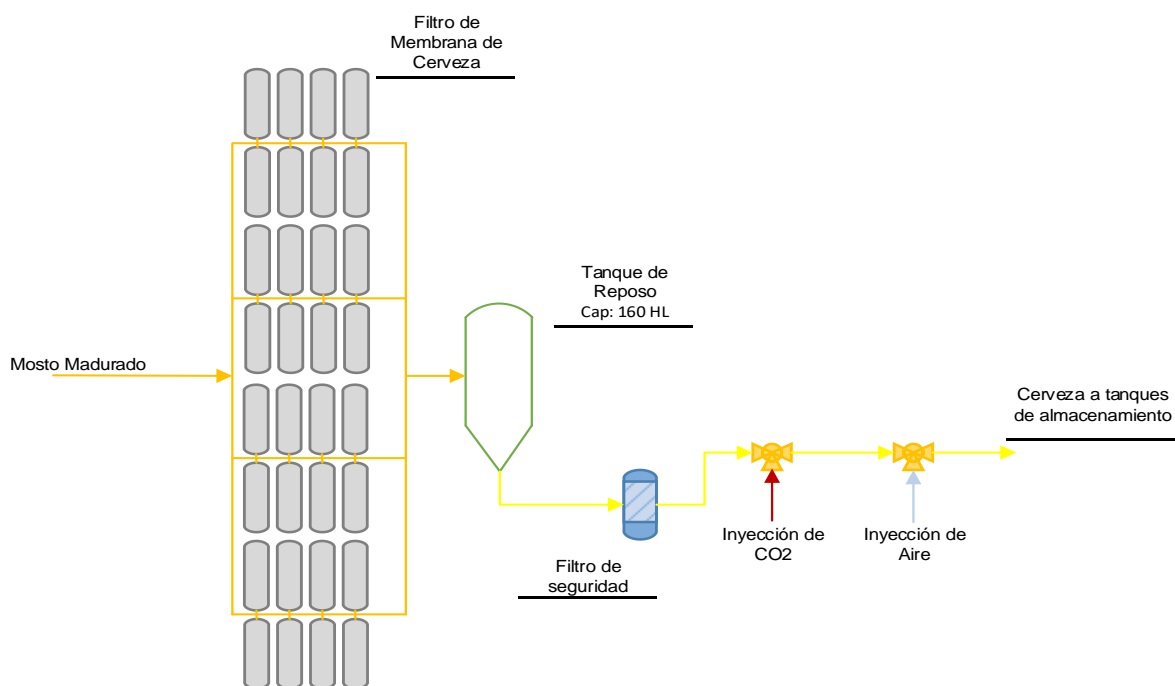 Filtro de
Membrana de
Cerveza
Tanque de
Reposo
Cap: 160 HL
Mosto Madurado
Cerveza a tanques
de almacenamiento
Inyección de
CO2
Inyección de
Aire
Filtro de
seguridad